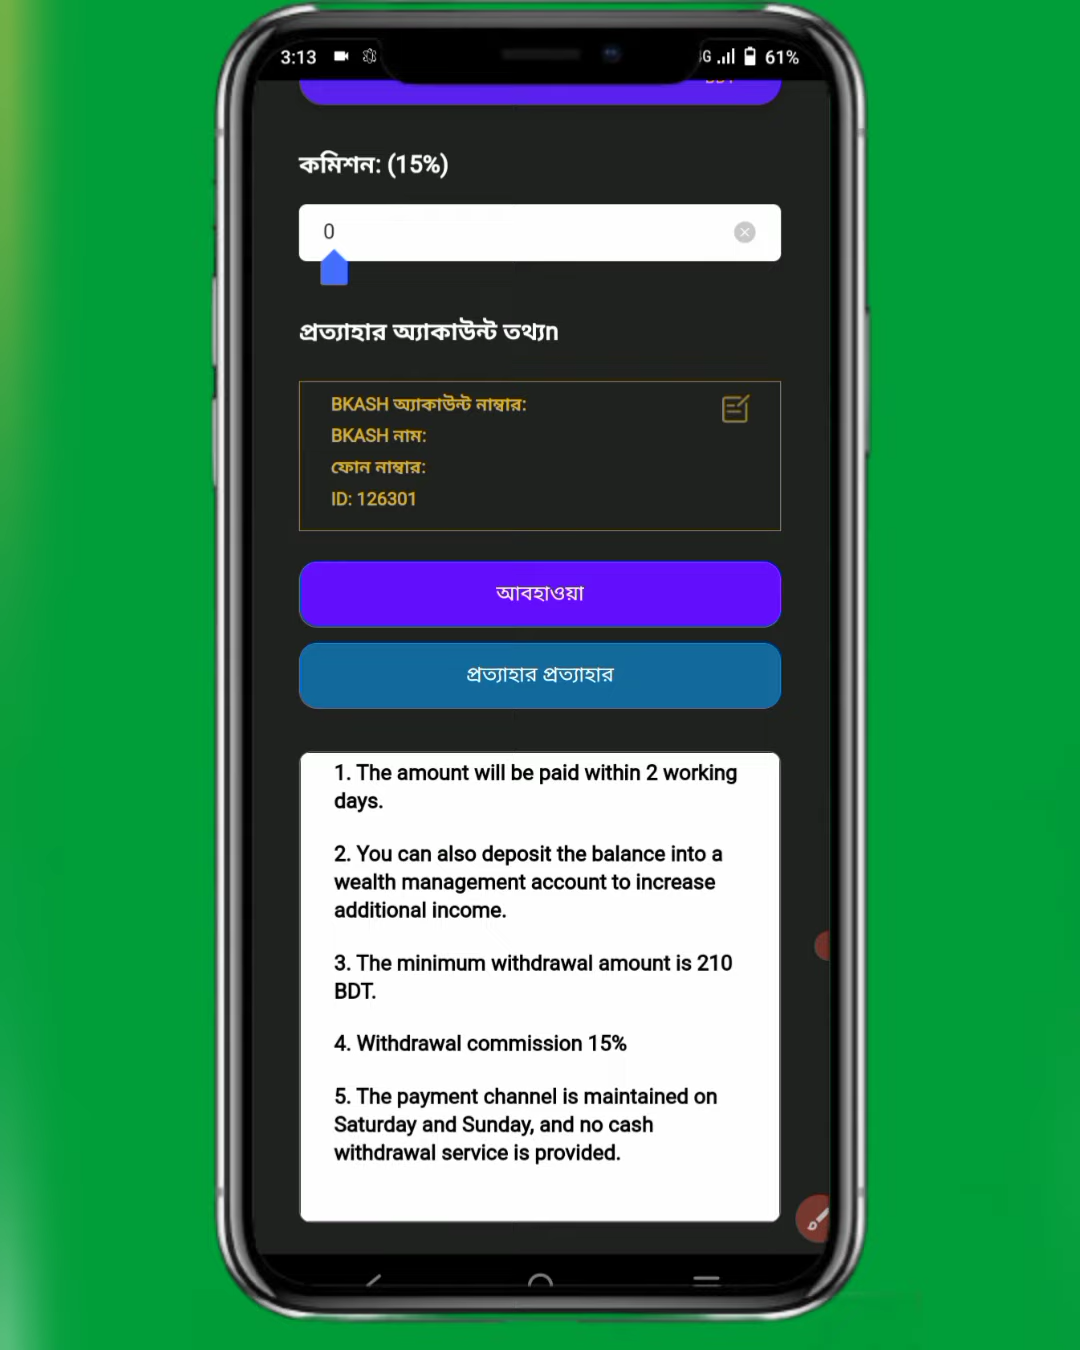 3:13
G
61%
BDT
কমিশন: (15%)
0
প্রত্যাহার অ্যাকাউন্ট তথ্যn
BKASH অ্যাকাউন্ট নাম্বার:
BKASH নাম:
ফোন নাম্বার:
ID: 126301
আবহাওয়া
প্রত্যাহার প্রত্যাহার
1. The amount will be paid within 2 working
days.
2. You can also deposit the balance into a
wealth management account to increase
additional income.
3. The minimum withdrawal amount is 210
BDT.
4. Withdrawal commission 15%
5. The payment channel is maintained on
Saturday and Sunday, and no cash
withdrawal service is provided.